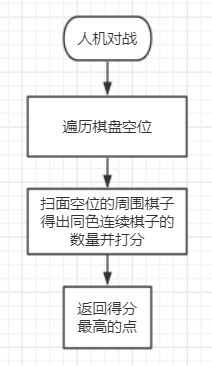 人机对战
遍历棋盘空位
扫面空位的周围棋子
得出同色连续棋子的
数量并打分
返回得分
最高的点